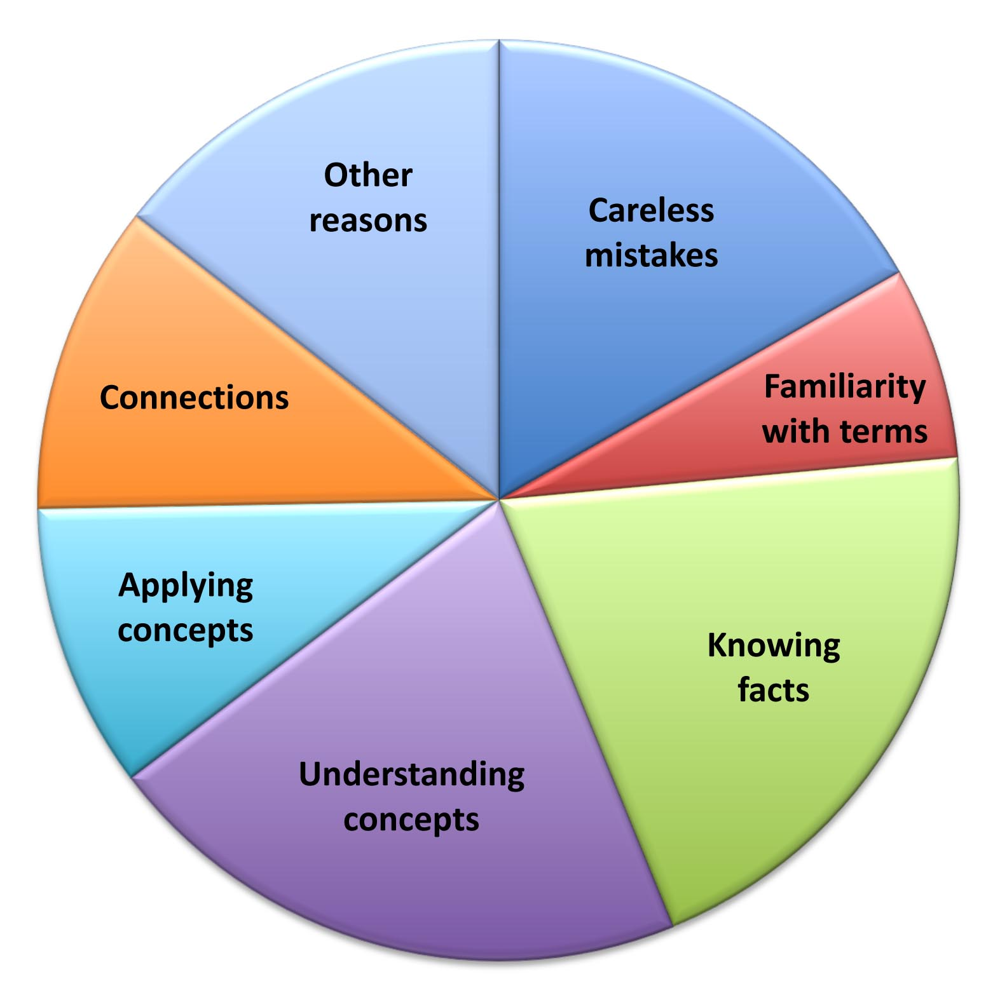 Other
reasons
Careless
mistakes
Familiarity
with terms
Connections
Applying
concepts
Knowing
facts
Understanding
concepts